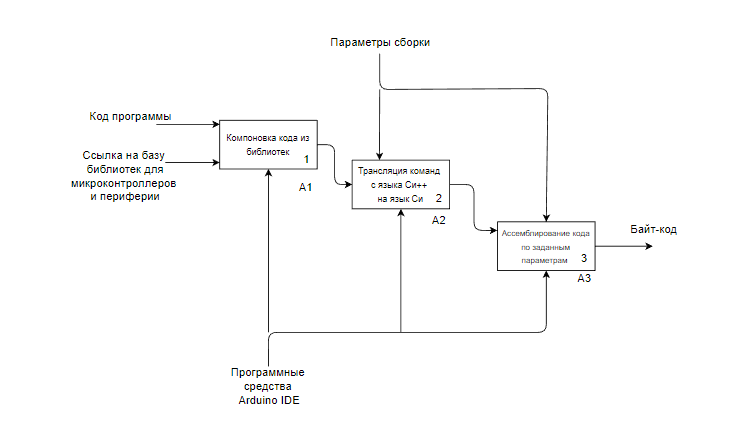 Параметры сборки
Код программы
Ссылка на базу
библиотек для
микроконтроллеров
и периферии
Компоновка кода из
библиотек
1
A1
Трансляция команд
с языка Си++
на язык Си
2
A2
Ассемблирование кода
по заданным
параметрам
3
A3
Байт-код
Программные
средства
Arduino IDE